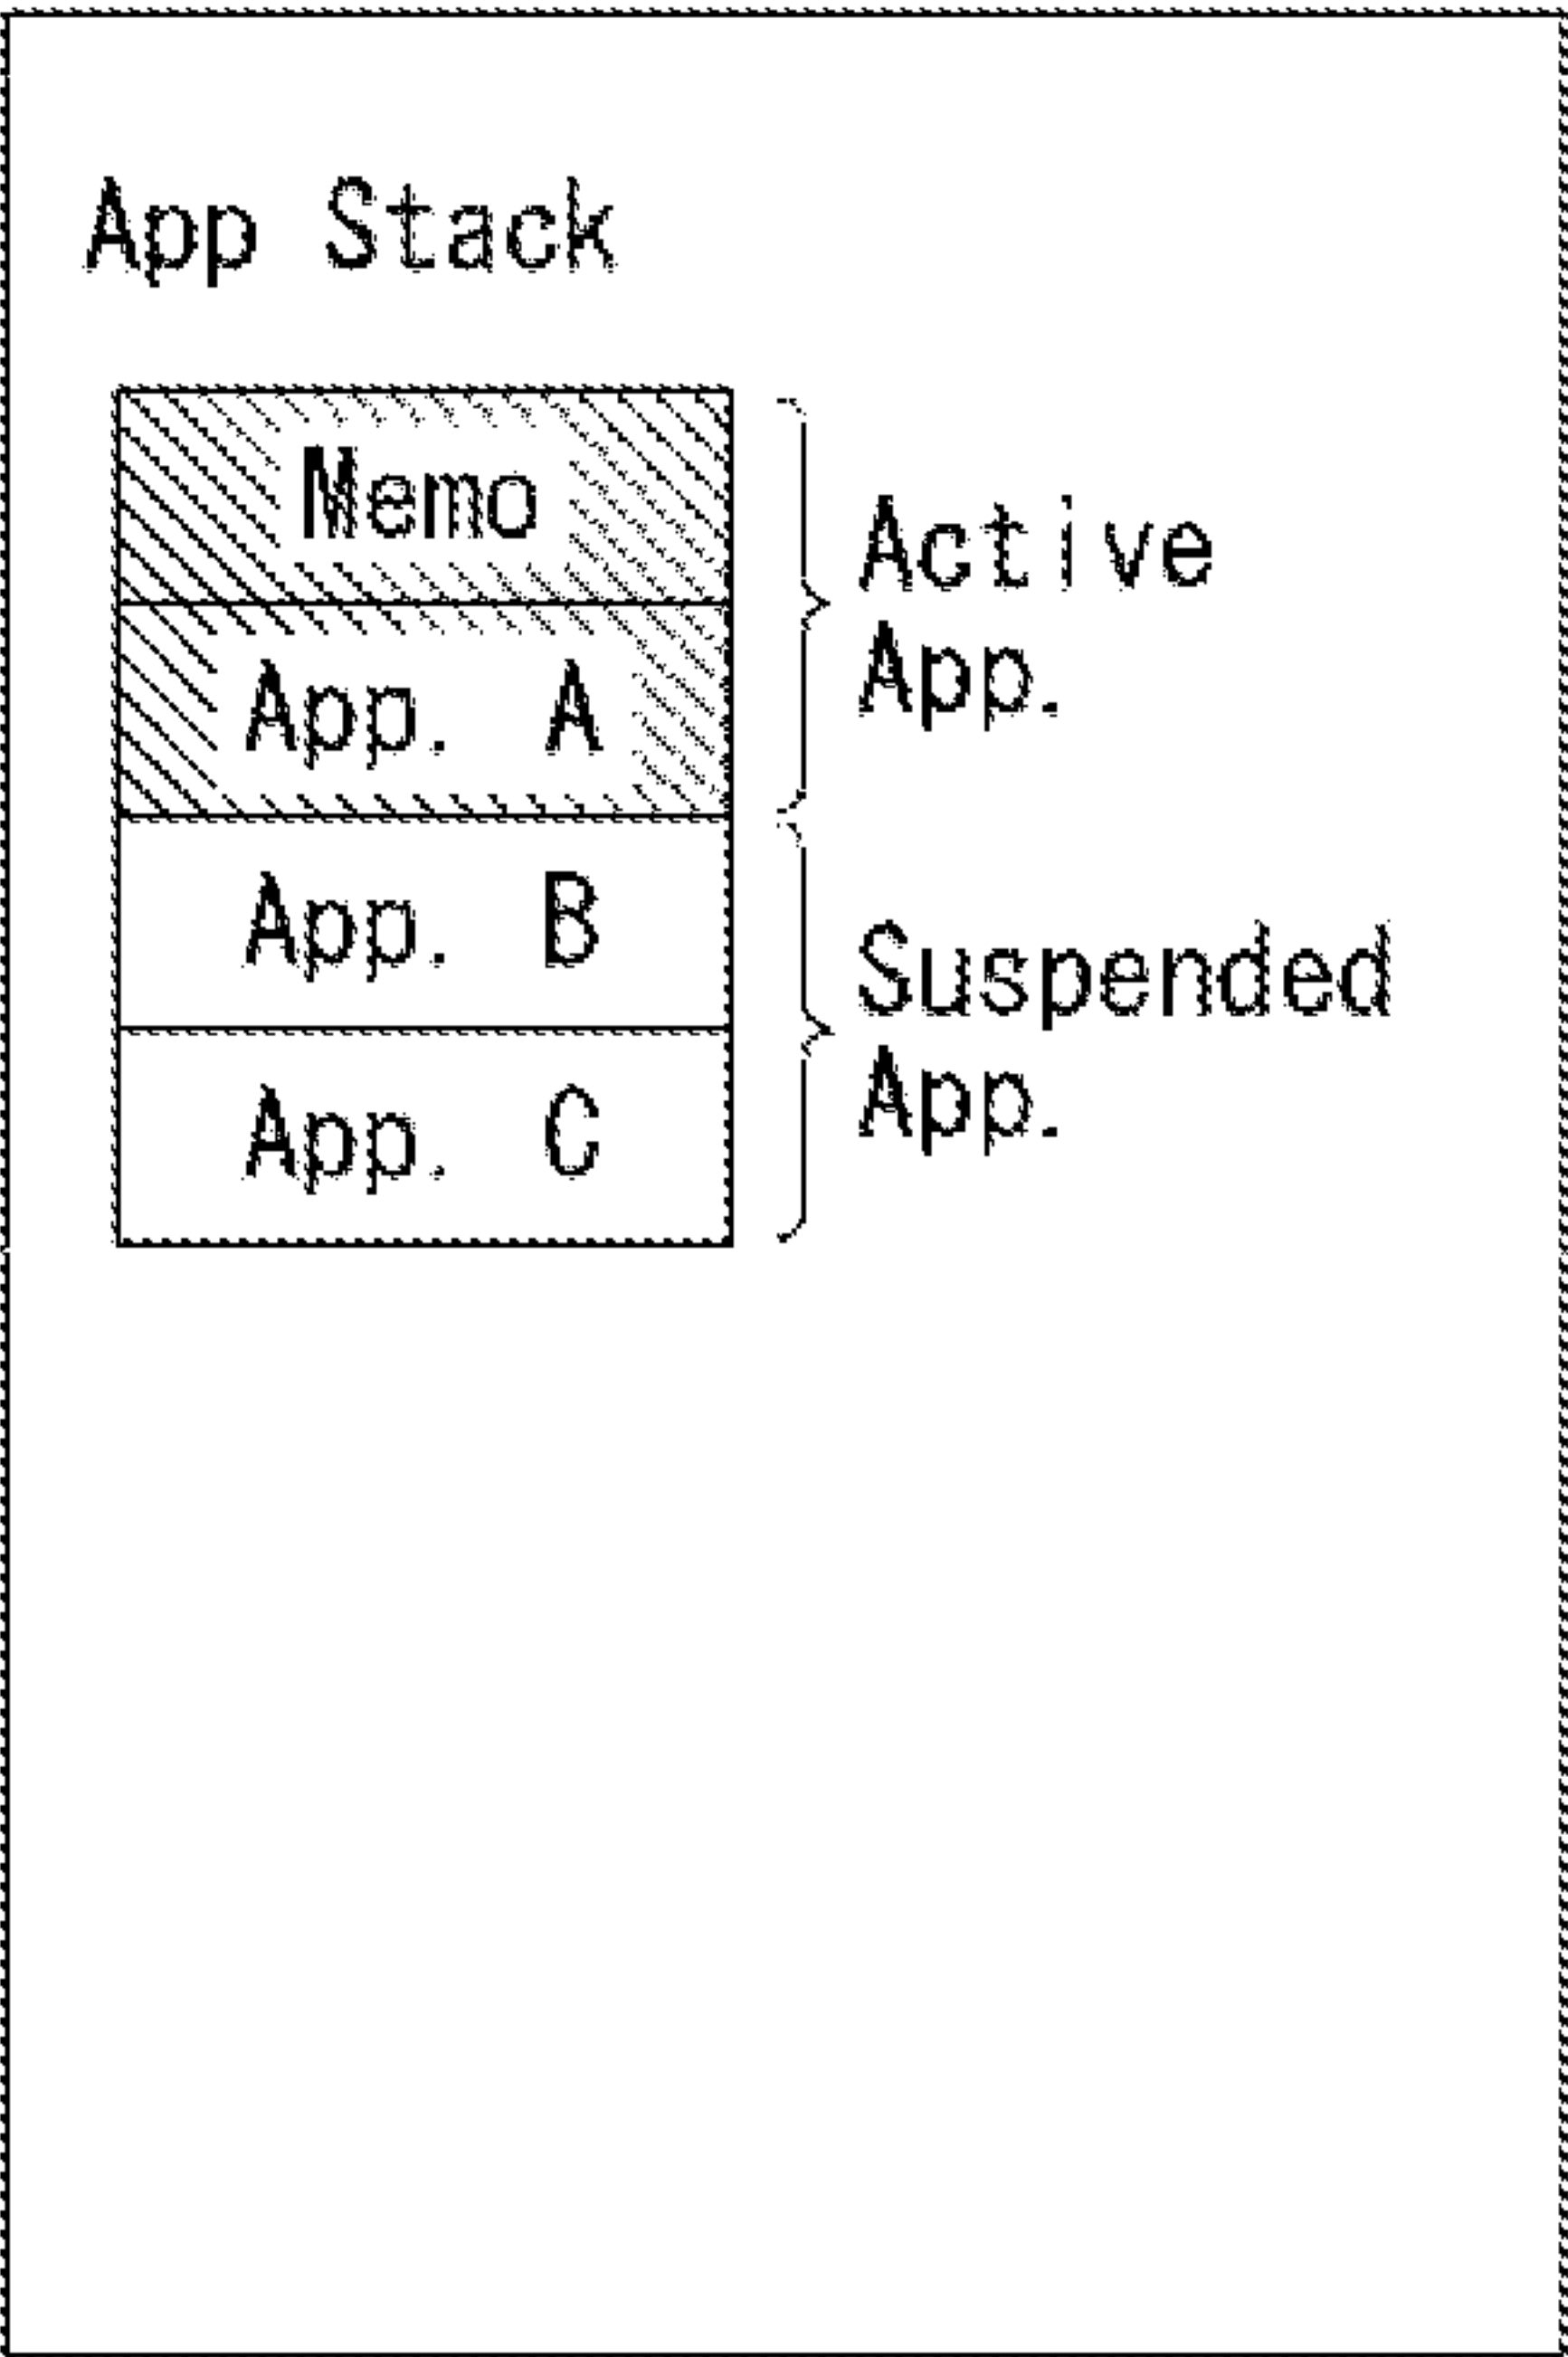 App Stack
Memo
App. A
App. B
App. C
Active
App.
Suspended
App.